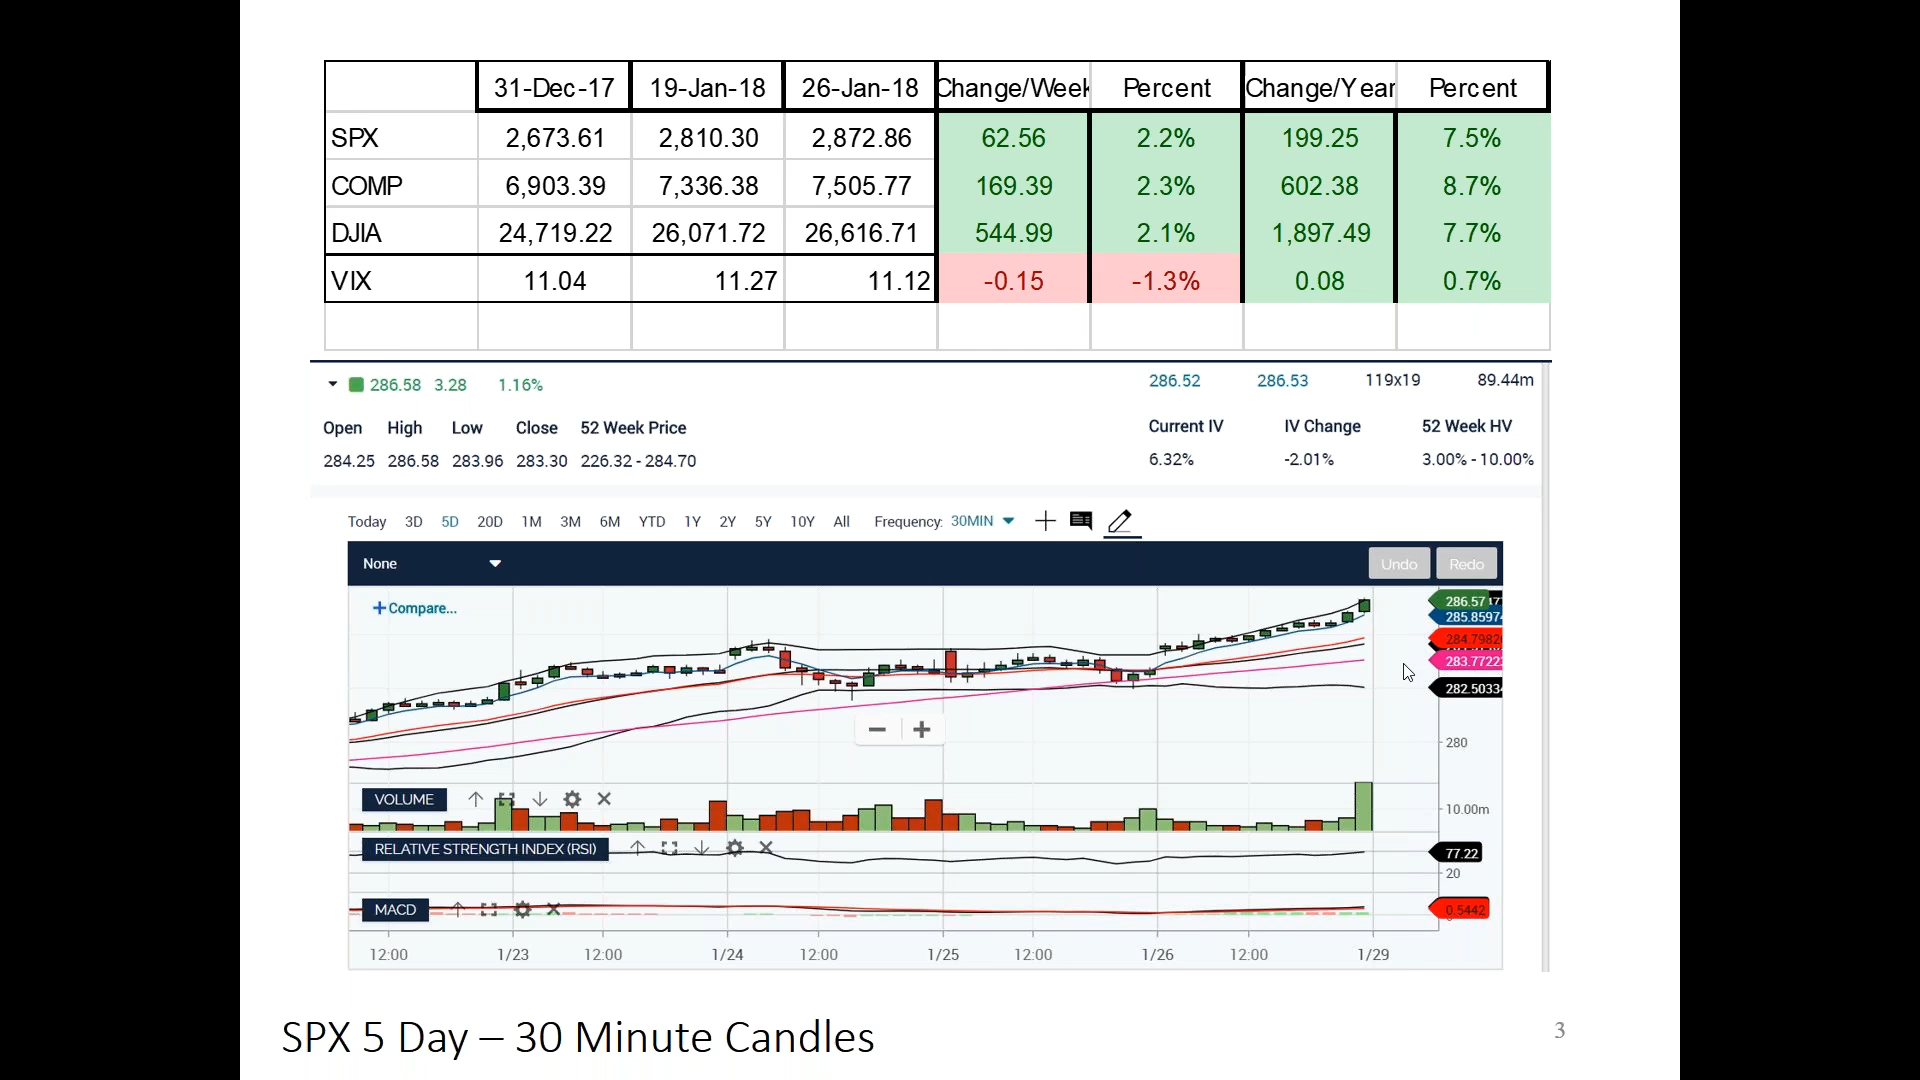 31-Dec-17 19-Jan-18 26-Jan-18 Change/Week Percent Change/Year Percent
SPX 2,673.61 2,810.30 2,872.86 62.56 2.2% 199.25 7.5%
COMP 6,903.39 7,336.38 7,505.77 169.39 2.3% 602.38 8.7%
DJIA 24,719.22 26,071.72 26,616.71 544.99 2.1% 1,897.49 7.7%
VIX 11.04 11.27 11.12 -0.15 -1.3% 0.08 0.7%
286.58 3.28 1.16% 286.52 286.53 119x19 89.44m
Open High Low Close 52 Week Price Current IV IV Change 52 Week HV
284.25 286.58 283.96 283.30 226.32 - 284.70 6.32% -2.01% 3.00% - 10.00%
Today 3D 5D 20D 1M 3M 6M YTD 1Y 2Y 5Y 10Y All Frequency: 30MIN
None Undo Redo
+Compare...
286.57
285.8597
284.7982
283.7722
282.5033
280
VOLUME
10.00m
RELATIVE STRENGTH INDEX (RSI)
77.22
20
MACD
0.5442
12:00 1/23 12:00 1/24 12:00 1/25 12:00 1/26 12:00 1/29
SPX 5 Day – 30 Minute Candles
3